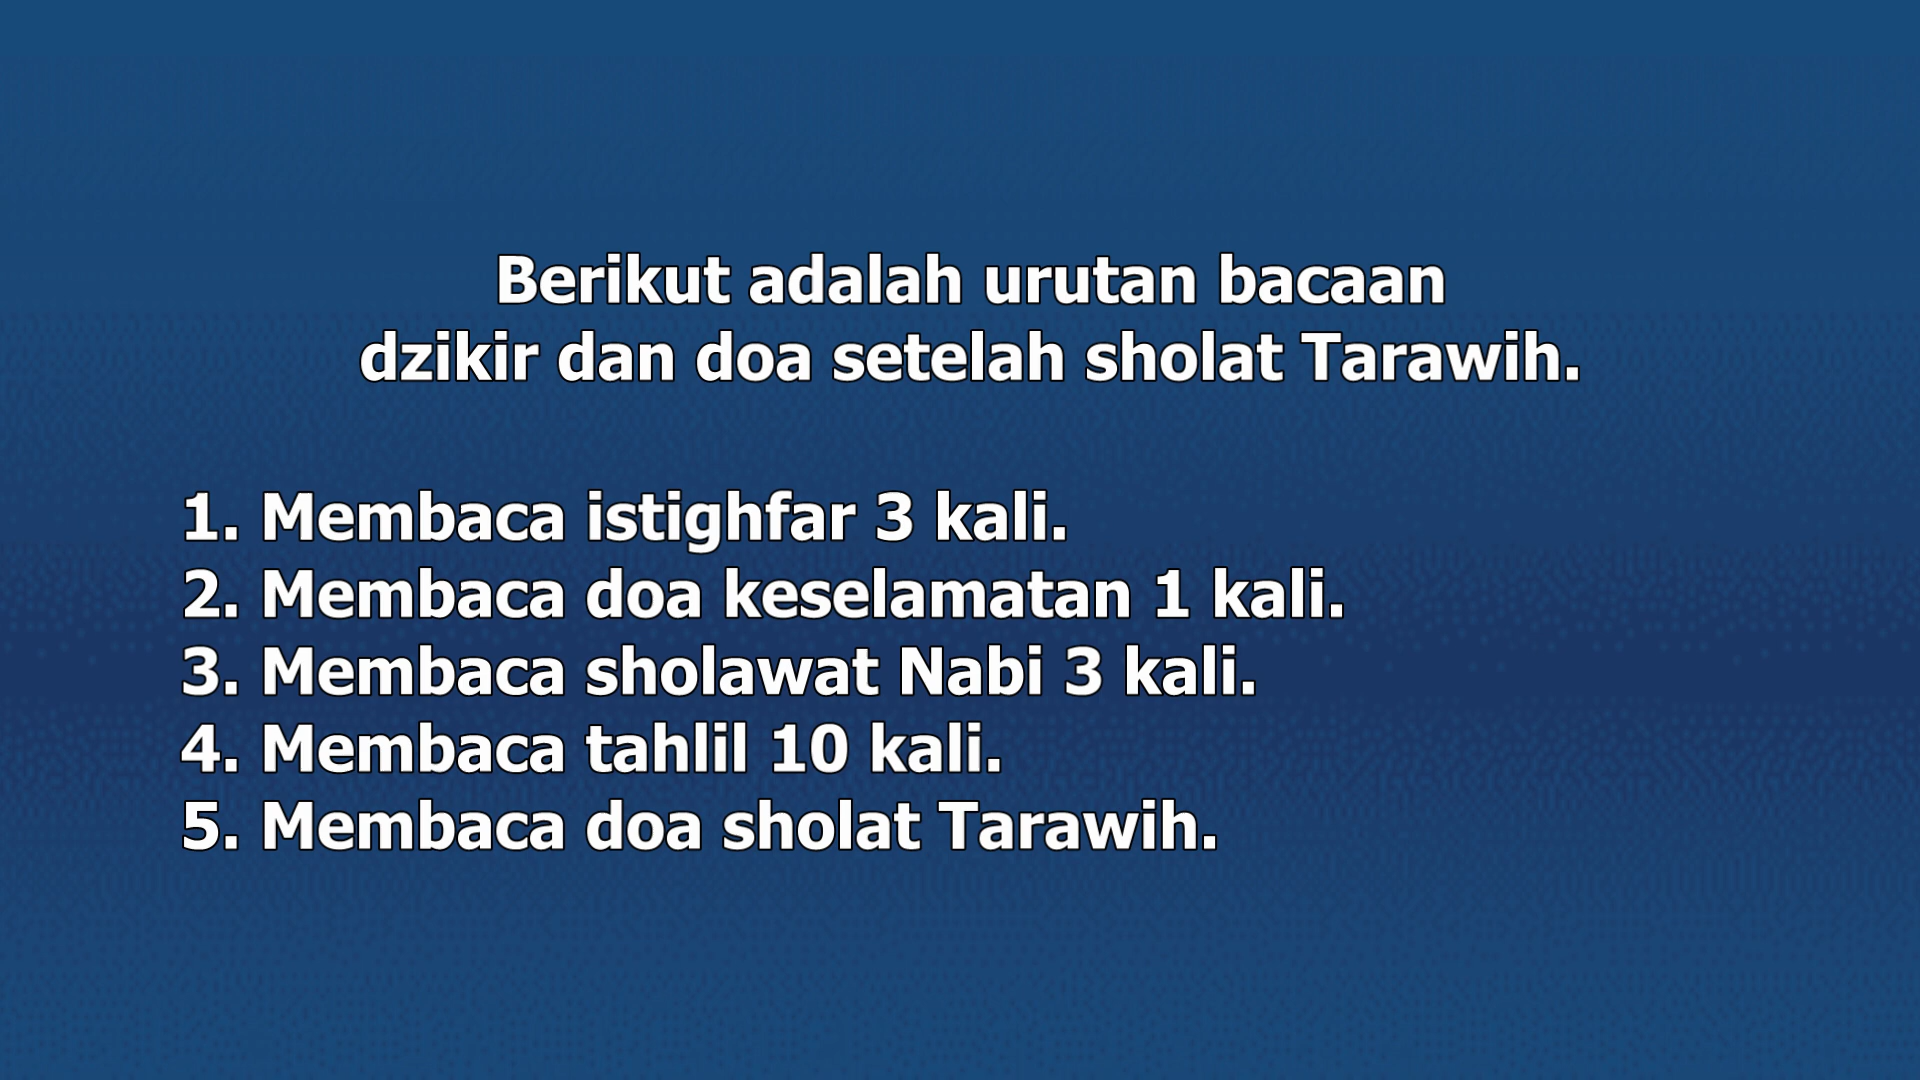 Berikut adalah urutan bacaan
dzikir dan doa setelah sholat Tarawih.
1. Membaca istighfar 3 kali.
2. Membaca doa keselamatan 1 kali.
3. Membaca sholawat Nabi 3 kali.
4. Membaca tahlil 10 kali.
5. Membaca doa sholat Tarawih.